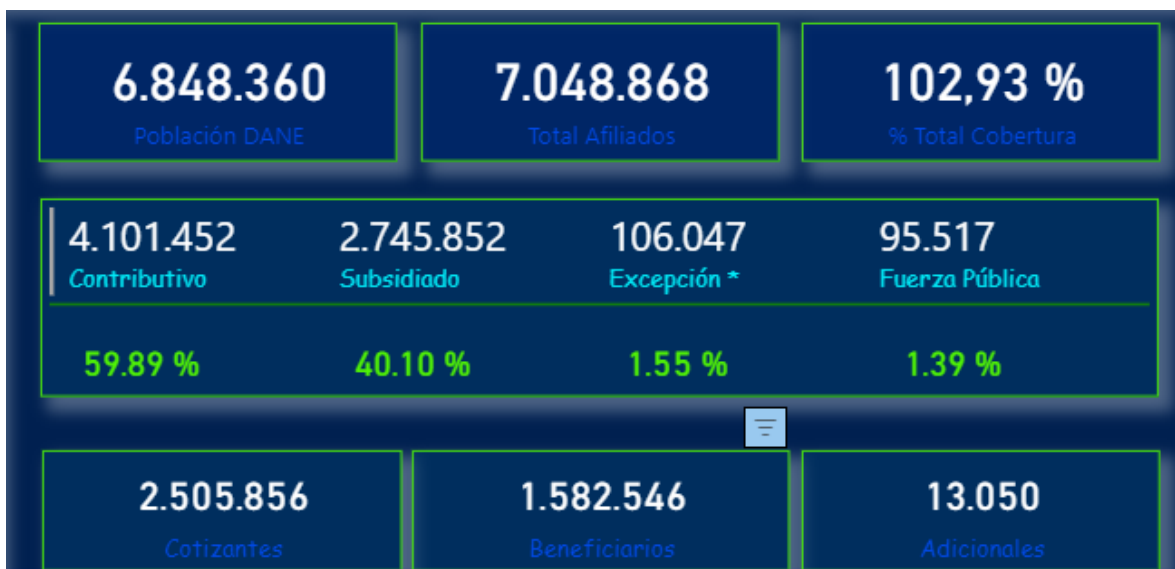 6.848.360 7.048.868 102,93 %
Población DANE Total Afiliados % Total Cobertura
4.101.452 2.745.852 106.047 95.517
Contributivo Subsidiado Excepción * Fuerza Pública
59.89 % 40.10 % 1.55 % 1.39 %
2.505.856 1.582.546 13.050
Cotizantes Beneficiarios Adicionales